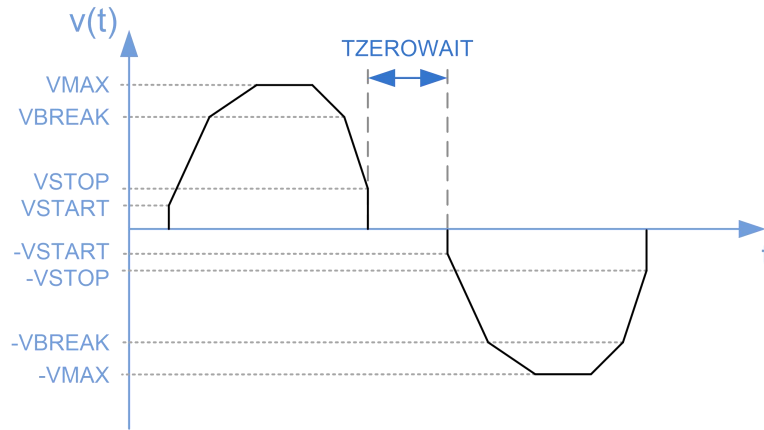 v(t)
TZEROWAIT
VMAX
VBREAK
VSTOP
VSTART
-VSTART
-VSTOP
-VBREAK
-VMAX